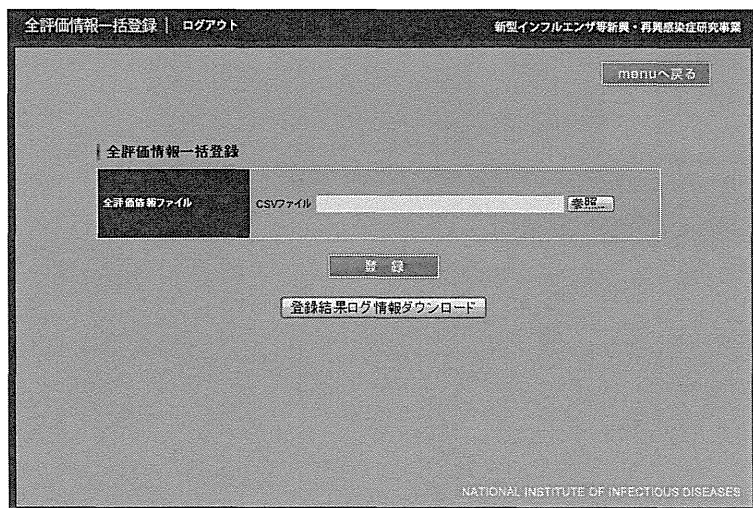 全評価情報一括登録 | ログアウト 新型インフルエンザ等新興・再興感染症研究事業
menuへ戻る
全評価情報一括登録
全評価情報ファイル CSVファイル 参照...
登 録
登録結果ログ情報ダウンロード
NATIONAL INSTITUTE OF INFECTIOUS DISEASES